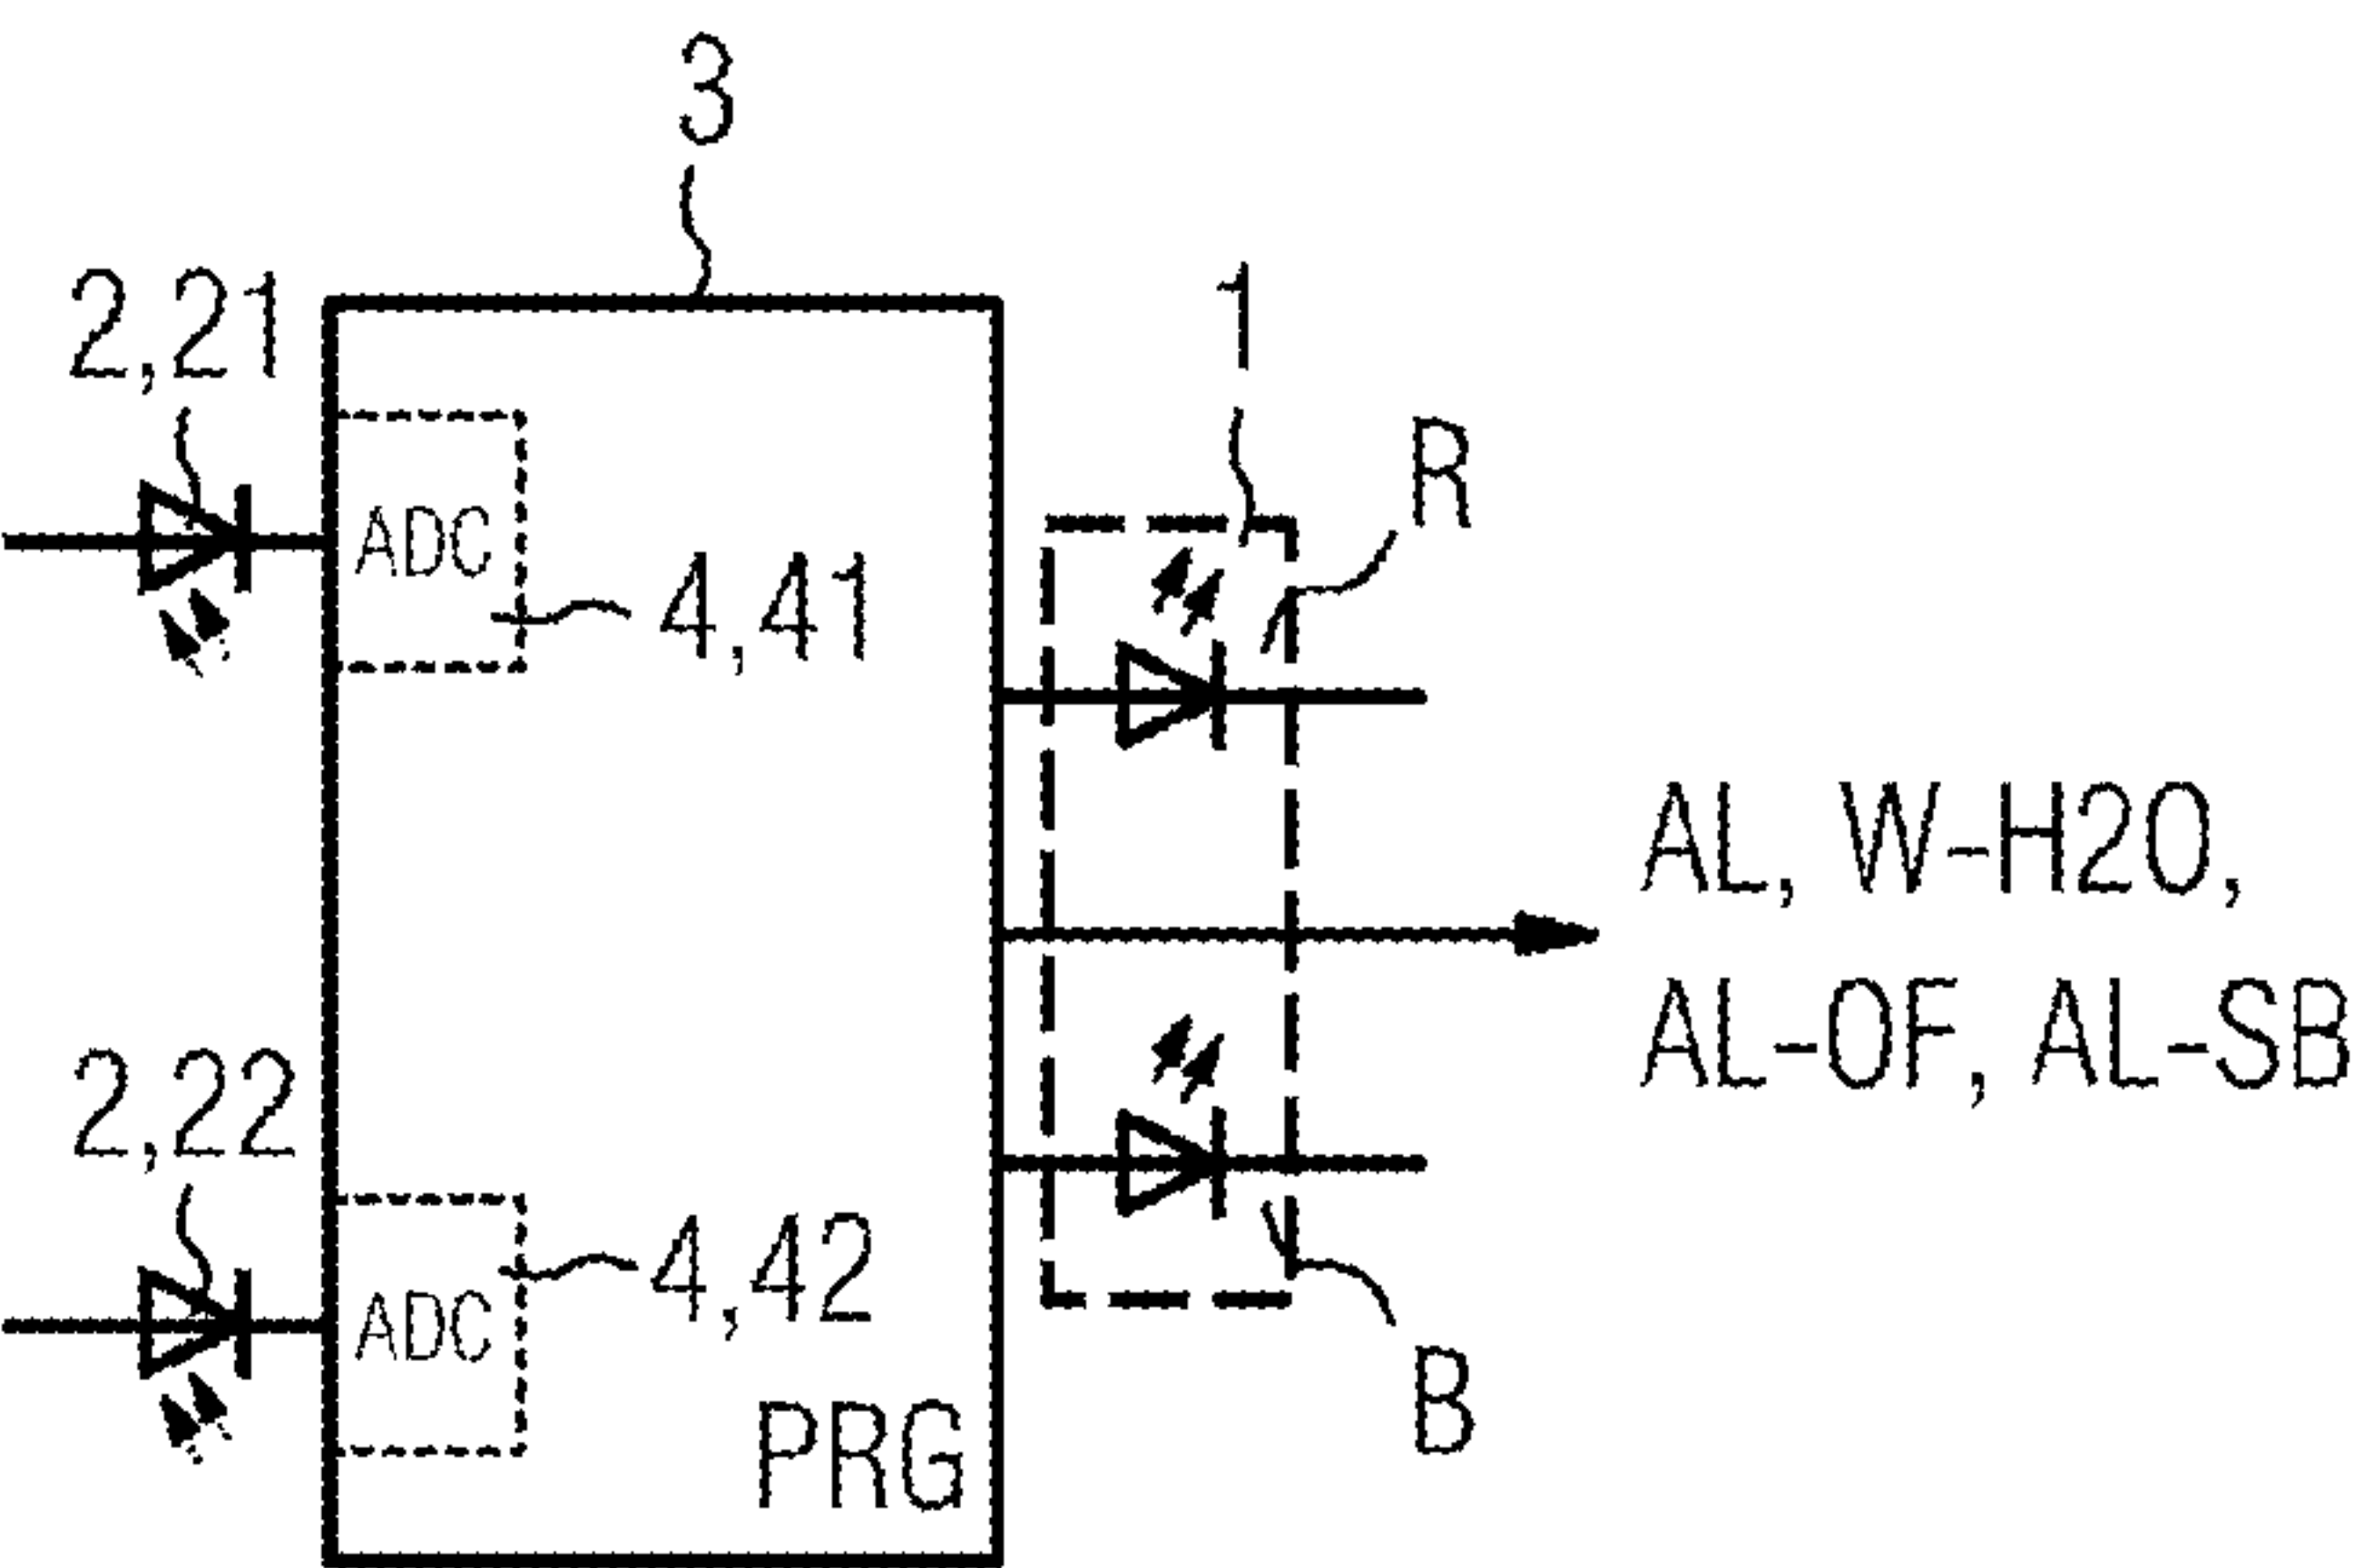 3
2,21
1
R
ADC
4,41
AL, W-H2O,
AL-OF, AL-SB
2,22
4,42
ADC
B
PRG